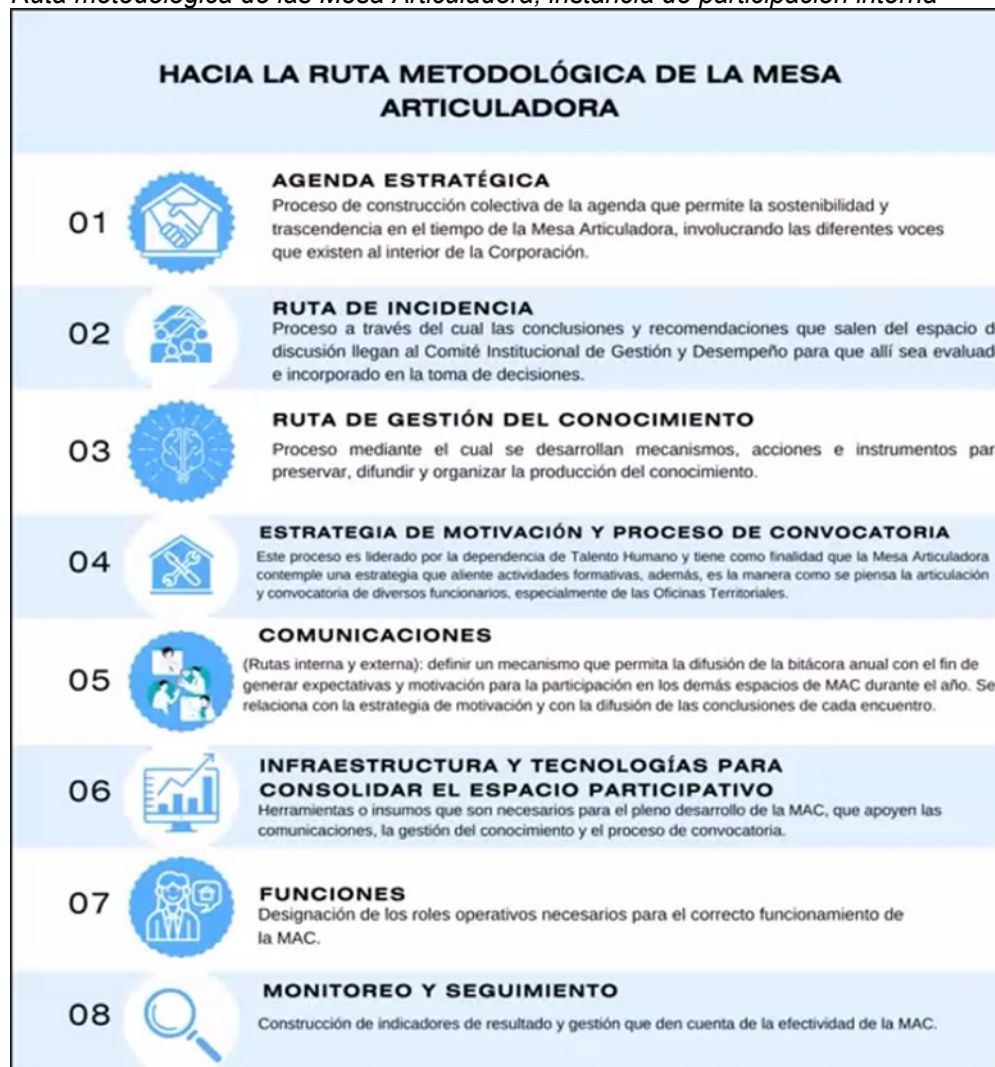 Ruta metodológica de las Mesa Articuladora, instancia de participación interna
HACIA LA RUTA METODOLÓGICA DE LA MESA
ARTICULADORA
01
AGENDA ESTRATÉGICA
Proceso de construcción colectiva de la agenda que permite la sostenibilidad y
trascendencia en el tiempo de la Mesa Articuladora, involucrando las diferentes voces
que existen al interior de la Corporación.
02
RUTA DE INCIDENCIA
Proceso a través del cual las conclusiones y recomendaciones que salen del espacio d
discusión llegan al Comité Institucional de Gestión y Desempeño para que allí sea evaluad
e incorporado en la toma de decisiones.
03
RUTA DE GESTIÓN DEL CONOCIMIENTO
Proceso mediante el cual se desarrollan mecanismos, acciones e instrumentos par
preservar, difundir y organizar la producción del conocimiento.
04
ESTRATEGIA DE MOTIVACIÓN Y PROCESO DE CONVOCATORIA
Este proceso es liderado por la dependencia de Talento Humano y tiene como finalidad que la Mesa Articuladora
contemple una estrategia que aliente actividades formativas, además, es la manera como se piensa la articulación
y convocatoria de diversos funcionarios, especialmente de las Oficinas Territoriales.
05
COMUNICACIONES
(Rutas interna y externa): definir un mecanismo que permita la difusión de la bitácora anual con el fin de
generar expectativas y motivación para la participación en los demás espacios de MAC durante el año. Se
relaciona con la estrategia de motivación y con la difusión de las conclusiones de cada encuentro.
06
INFRAESTRUCTURA Y TECNOLOGÍAS PARA
CONSOLIDAR EL ESPACIO PARTICIPATIVO
Herramientas o insumos que son necesarios para el pleno desarrollo de la MAC, que apoyen las
comunicaciones, la gestión del conocimiento y el proceso de convocatoria.
07
FUNCIONES
Designación de los roles operativos necesarios para el correcto funcionamiento de
la MAC.
08
MONITOREO Y SEGUIMIENTO
Construcción de indicadores de resultado y gestión que den cuenta de la efectividad de la MAC.